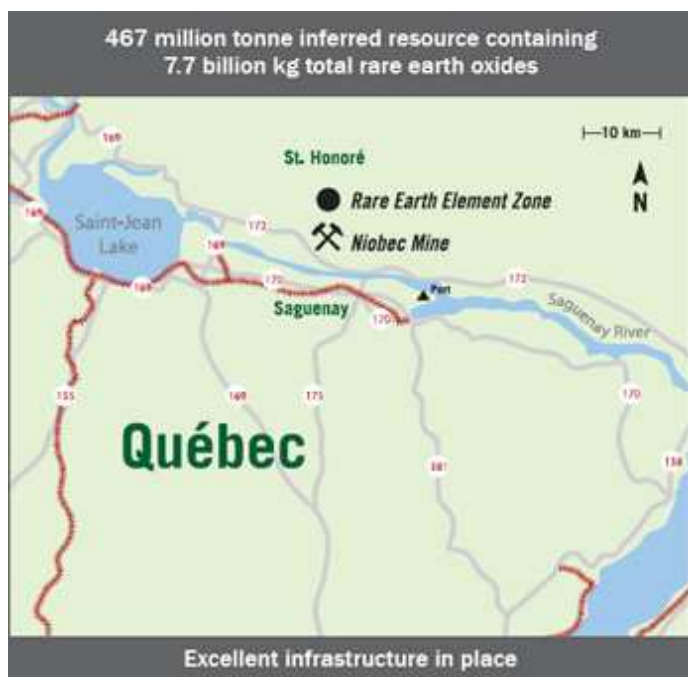 467 million tonne inferred resource containing
7.7 billion kg total rare earth oxides
10 km
169
St. Honoré
N
Rare Earth Element Zone
169
Saint-Jean
Lake
172
169
Niobec Mine
170
172
169
Port
Saguenay
170
Saguenay River
155
169
175
170
Québec
381
138
Excellent infrastructure in place